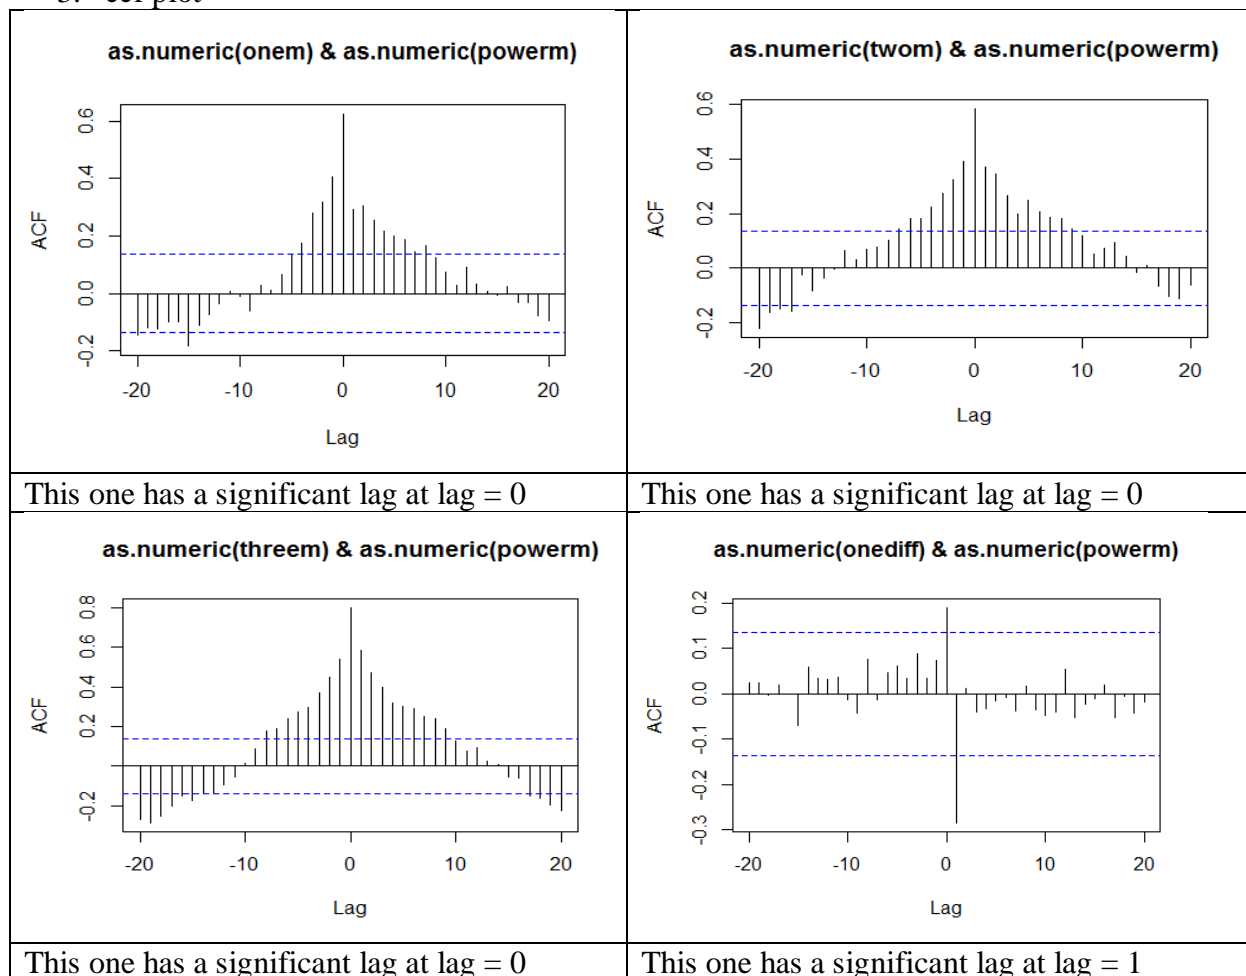 as.numeric(onem) & as.numeric(powerm)
ACF
0.6
0.4
0.2
0.0
-0.2
-20 -10 0 10 20
Lag
as.numeric(twom) & as.numeric(powerm)
ACF
0.6
0.4
0.2
0.0
-0.2
-20 -10 0 10 20
Lag
This one has a significant lag at lag = 0
This one has a significant lag at lag = 0
as.numeric(threem) & as.numeric(powerm)
ACF
0.8
0.6
0.4
0.2
-0.2
-20 -10 0 10 20
Lag
as.numeric(onediff) & as.numeric(powerm)
ACF
0.2
0.1
0.0
-0.1
-0.2
-0.3
-20 -10 0 10 20
Lag
This one has a significant lag at lag = 0
This one has a significant lag at lag = 1